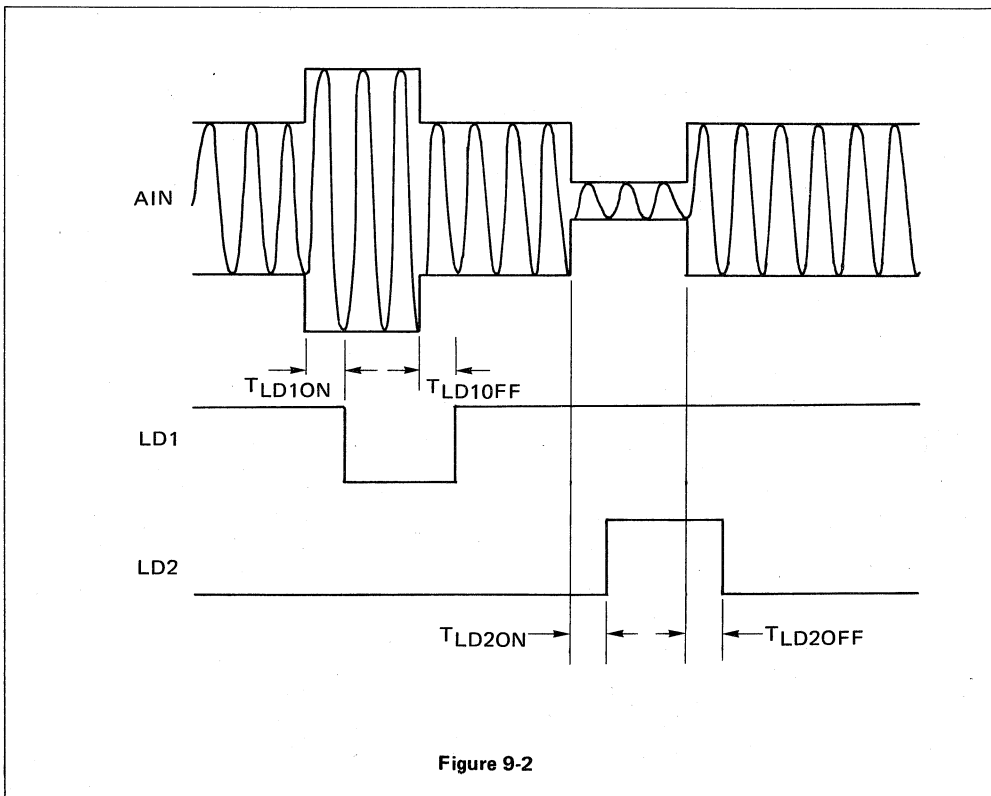 AIN
TLD1ON
TLD1OFF
LD1
LD2
TLD2ON
TLD2OFF
Figure 9-2